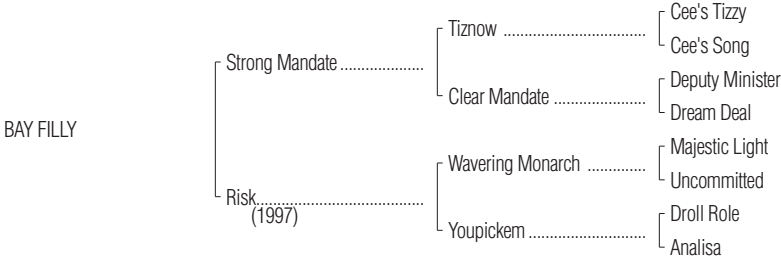 Cee's Tizzy
Tiznow ..................................
Cee's Song
Strong Mandate ....................
Deputy Minister
Clear Mandate ......................
Dream Deal
BAY FILLY
Majestic Light
Wavering Monarch ..............
Uncommitted
Risk........................................
(1997)
Droll Role
Youpickem ............................
Analisa